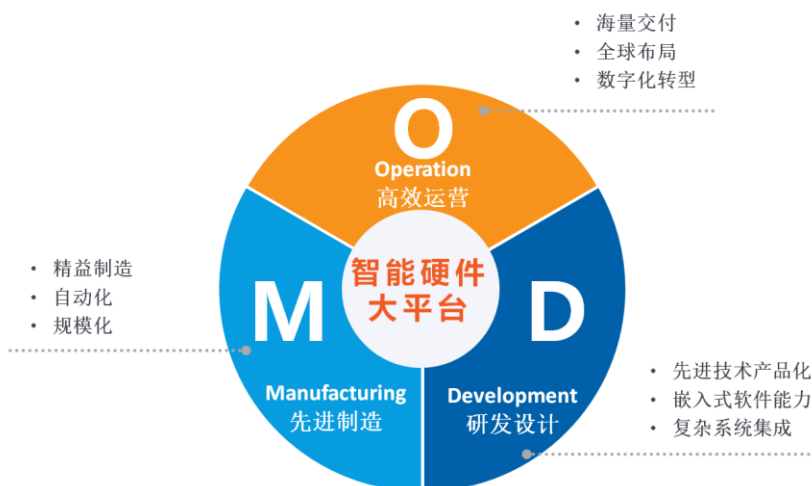 • 海量交付
• 全球布局
• 数字化转型
O
Operation
高效运营
智能硬件
大平台
• 精益制造
• 自动化
• 规模化
M
Manufacturing
先进制造
D
Development
研发设计
• 先进技术产品化
• 嵌入式软件能力
• 复杂系统集成